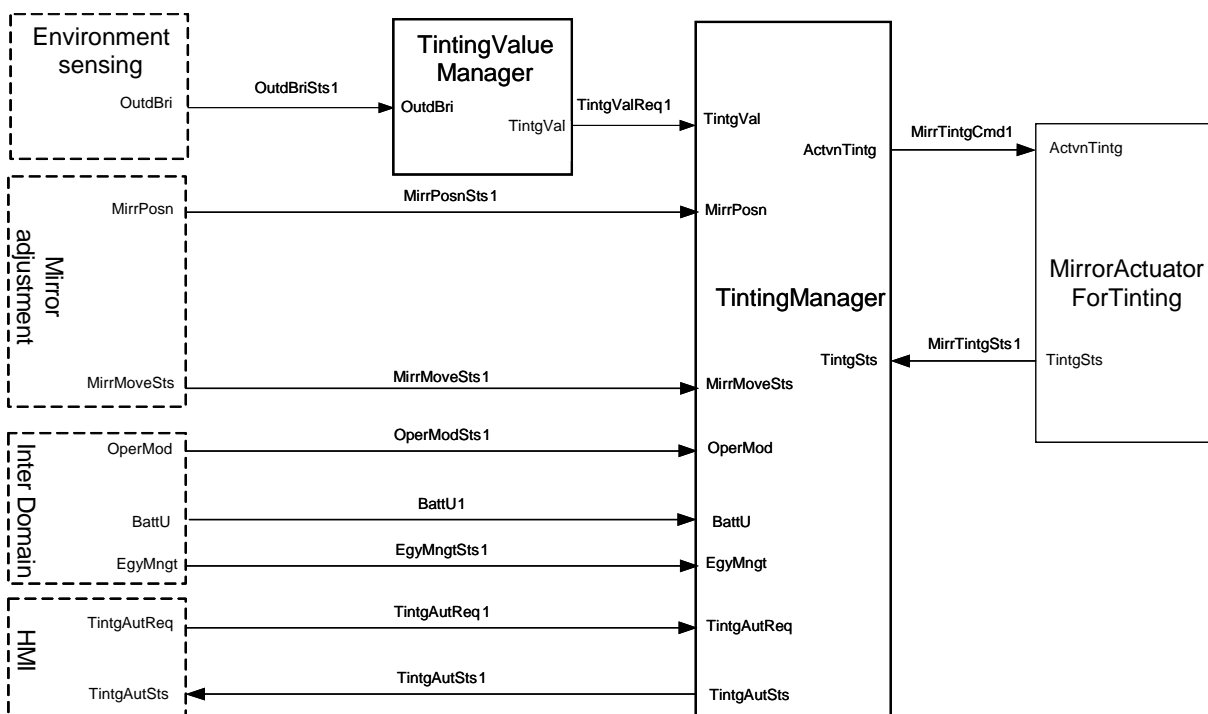 Environment
sensing
OutdBri
OutdBriSts1
TintingValue
Manager
OutdBri
TintgVal
TintgValReq1
TintgVal
ActvnTintg
MirrTintgCmd1
ActvnTintg
MirrPosn
MirrPosnSts1
MirrPosn
Mirror
adjustment
TintingManager
MirrorActuator
ForTinting
TintgSts
MirrTintgSts1
TintgSts
MirrMoveSts
MirrMoveSts1
MirrMoveSts
Inter Domain
OperMod
OperModSts1
OperMod
BattU
BattU1
BattU
EgyMngt
EgyMngtSts1
EgyMngt
HMI
TintgAutReq
TintgAutReq1
TintgAutReq
TintgAutSts
TintgAutSts1
TintgAutSts